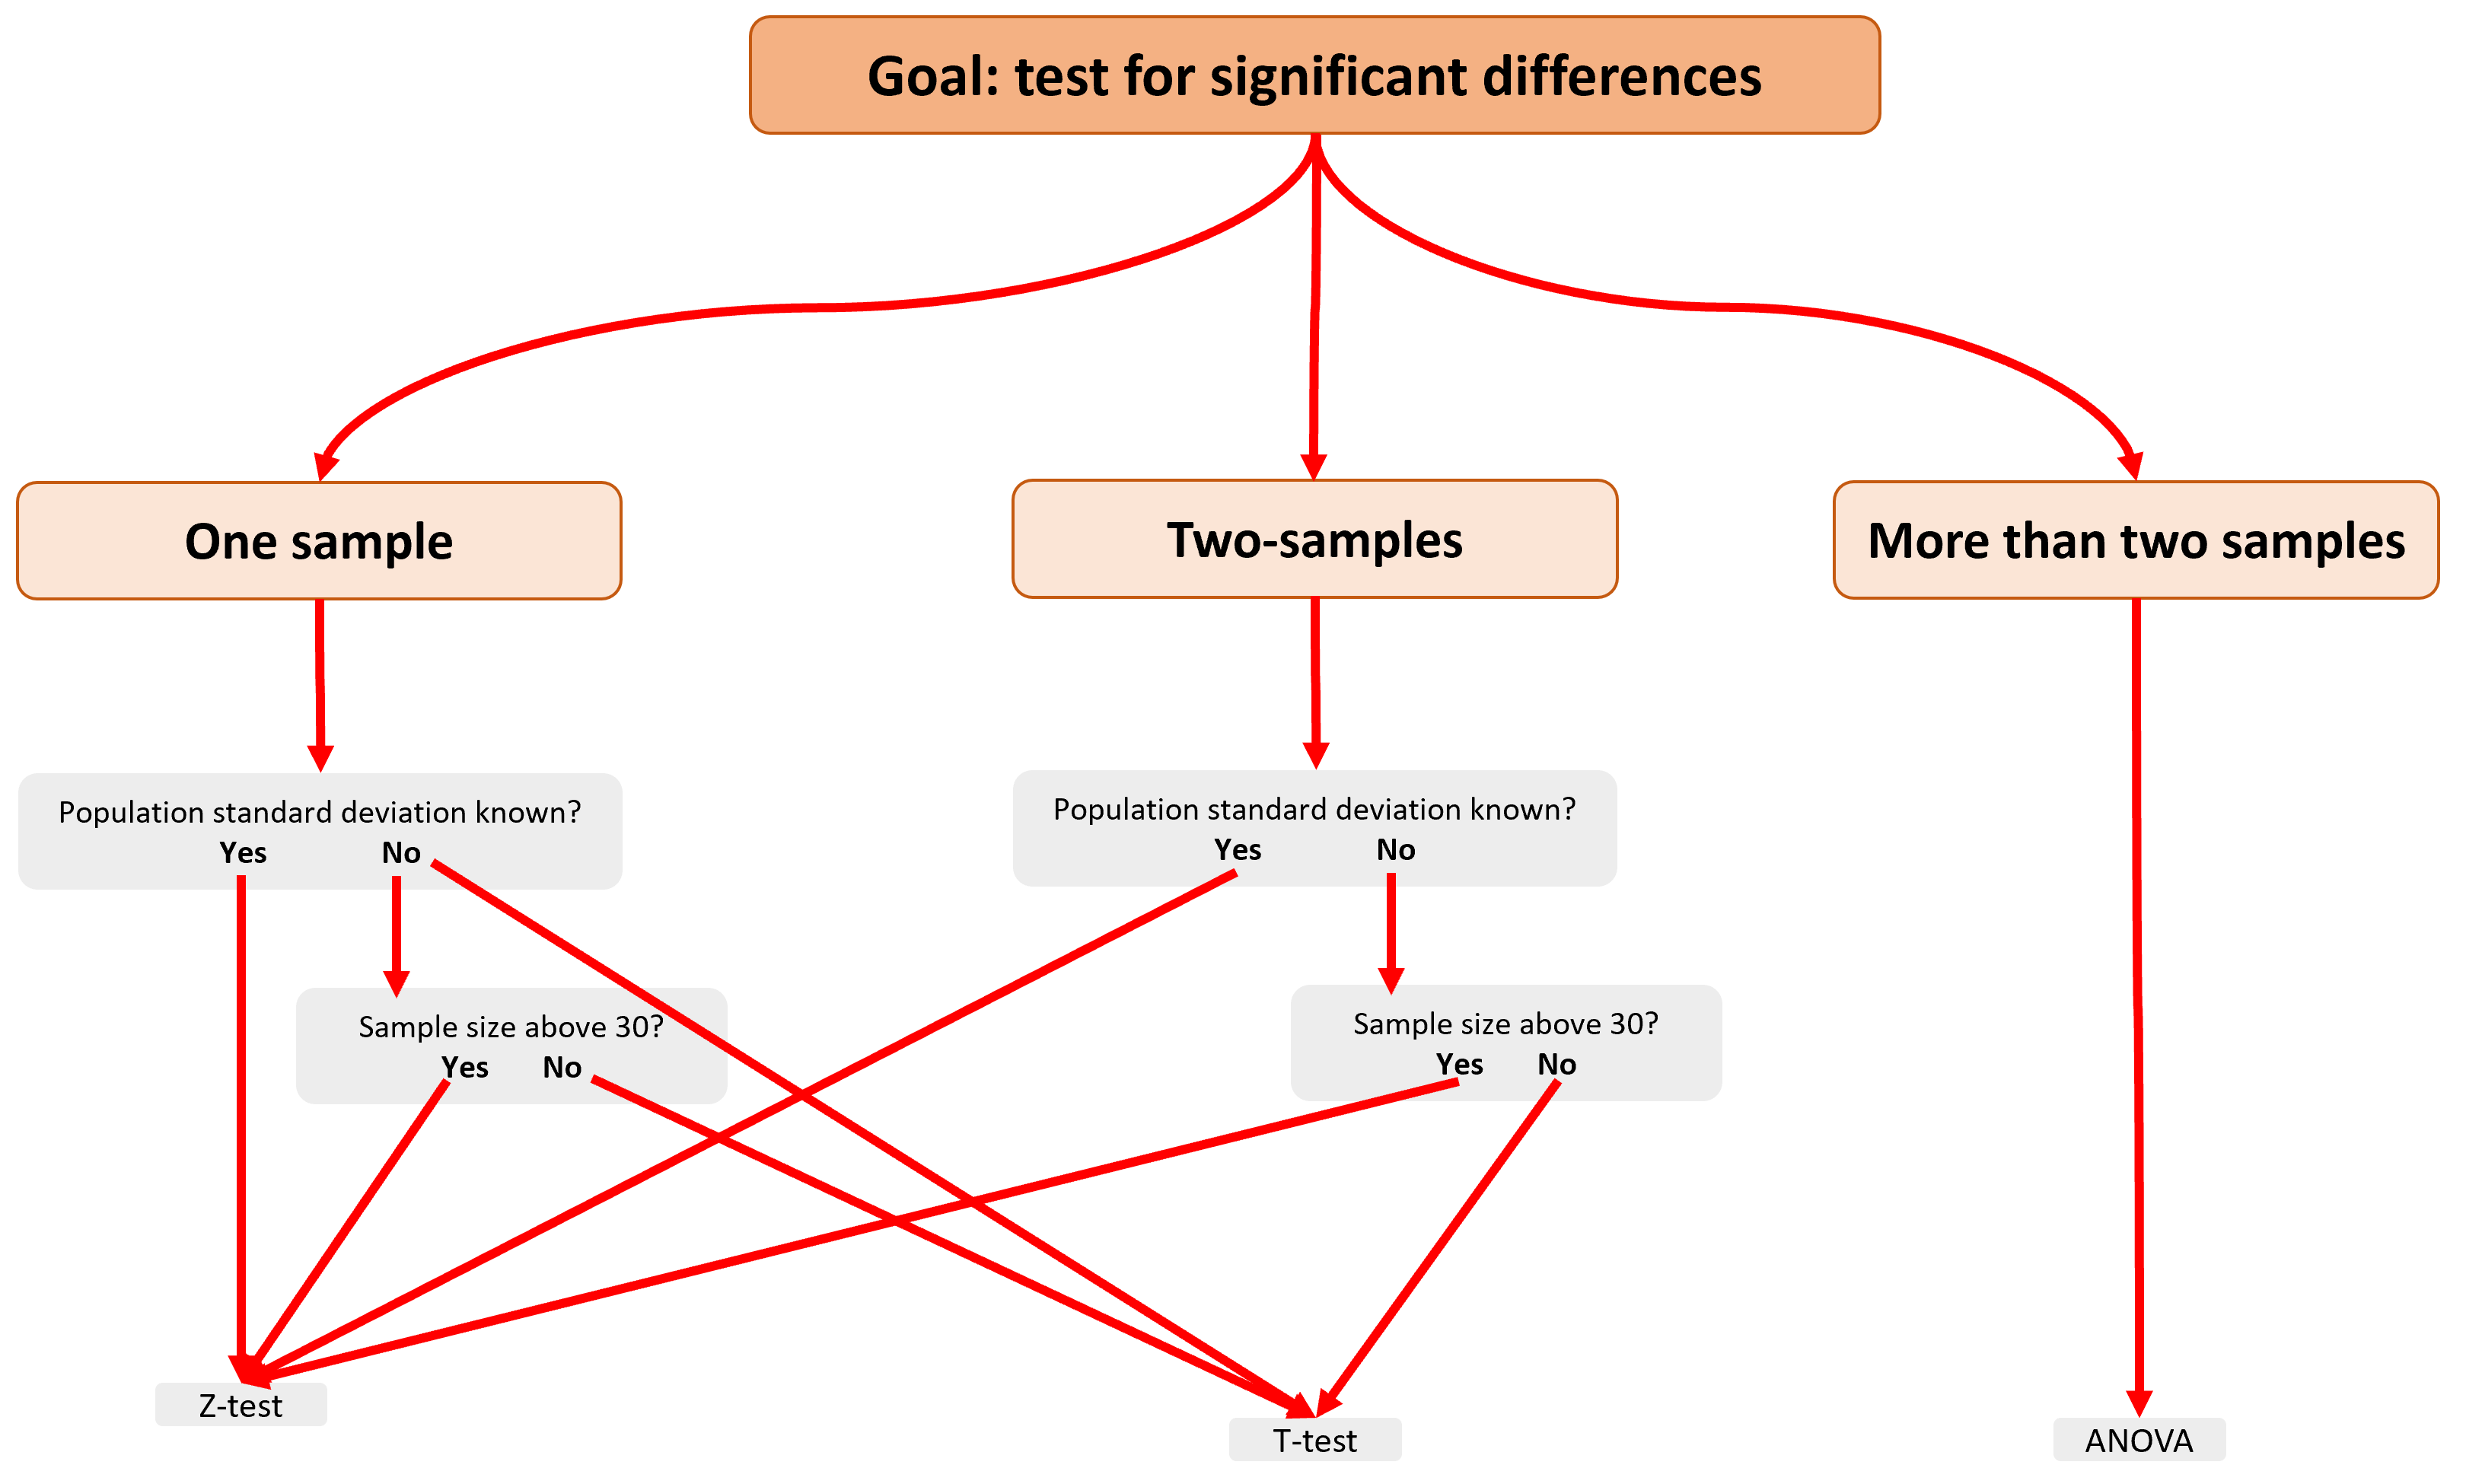 Goal: test for significant differences
One sample
Two-samples
More than two samples
Population standard deviation known?
Yes No
Population standard deviation known?
Yes No
Sample size above 30?
Yes No
Sample size above 30?
Yes No
Z-test
T-test
ANOVA